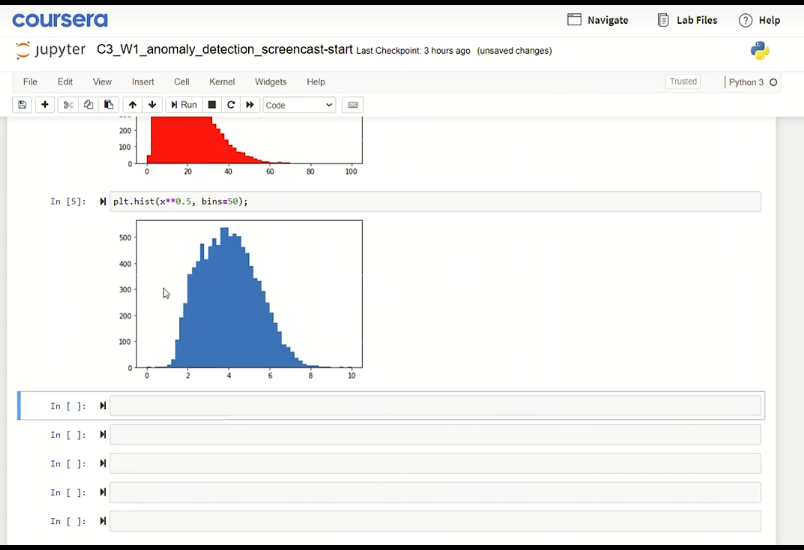 coursera
Navigate
Lab Files
Help
jupyter C3_W1_anomaly_detection_screencast-start Last Checkpoint: 3 hours ago (unsaved changes)
File Edit View Insert Cell Kernel Widgets Help
Trusted
Python 3
Run
Code
200
100
0
0 20 40 60 80 100
In [5]: plt.hist(x**0.5, bins=50);
500
400
300
200
100
0
0 2 4 6 8 10
In [ ]:
In [ ]:
In [ ]:
In [ ]:
In [ ]: